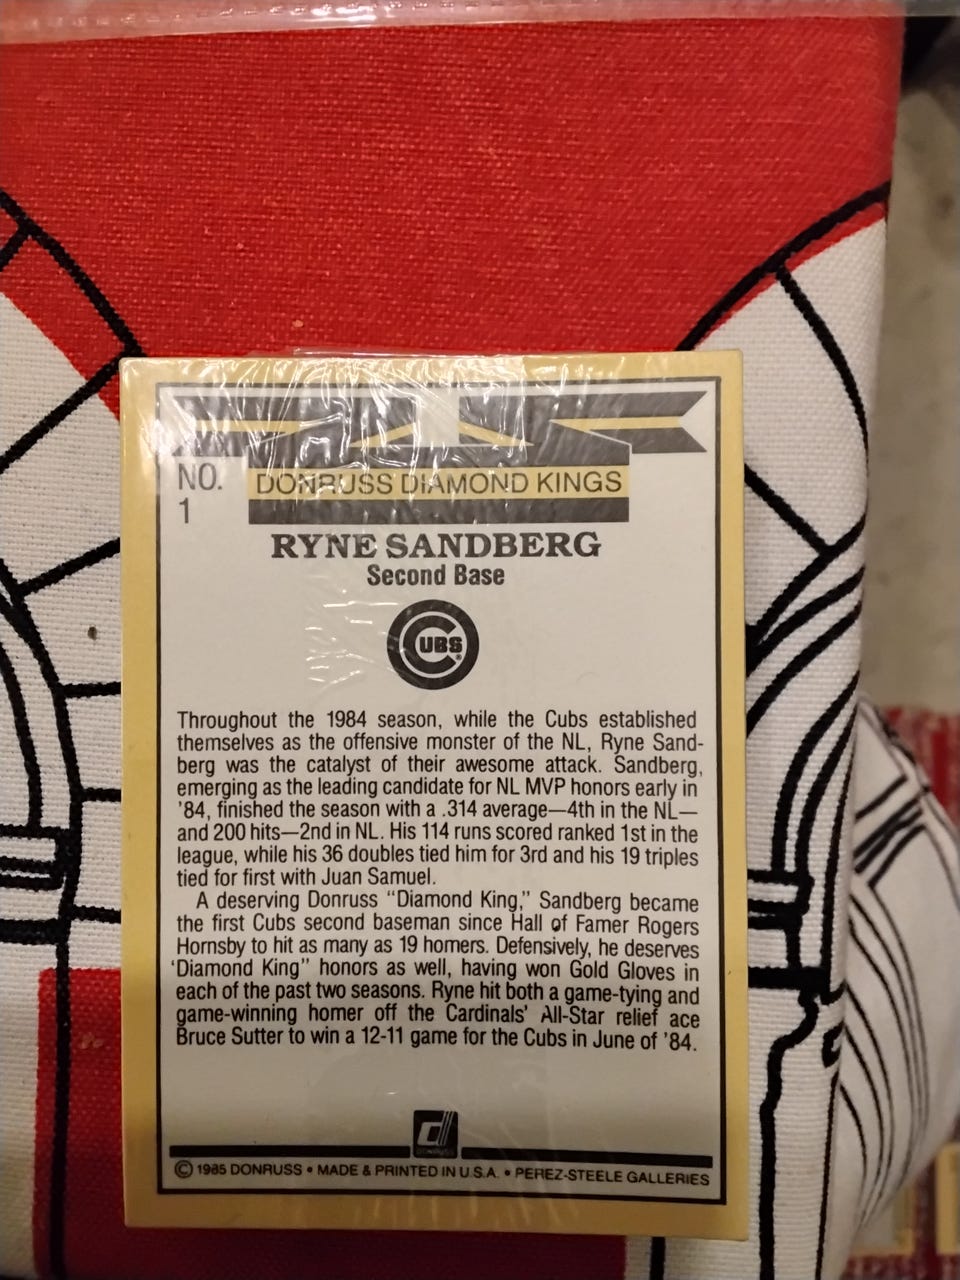 NO.
1
DONRUSS DIAMOND KINGS
RYNE SANDBERG
Second Base
CUBS
Throughout the 1984 season, while the Cubs established
themselves as the offensive monster of the NL, Ryne Sand-
berg was the catalyst of their awesome attack. Sandberg,
emerging as the leading candidate for NL MVP honors early in
'84, finished the season with a .314 average—4th in the NL—
and 200 hits—2nd in NL. His 114 runs scored ranked 1st in the
league, while his 36 doubles tied him for 3rd and his 19 triples
tied for first with Juan Samuel.
A deserving Donruss "Diamond King," Sandberg became
the first Cubs second baseman since Hall of Famer Rogers
Hornsby to hit as many as 19 homers. Defensively, he deserves
'Diamond King" honors as well, having won Gold Gloves in
each of the past two seasons. Ryne hit both a game-tying and
game-winning homer off the Cardinals' All-Star relief ace
Bruce Sutter to win a 12-11 game for the Cubs in June of '84.
d
DONRUSS
© 1985 DONRUSS • MADE & PRINTED IN U.S.A. • PEREZ-STEELE GALLERIES